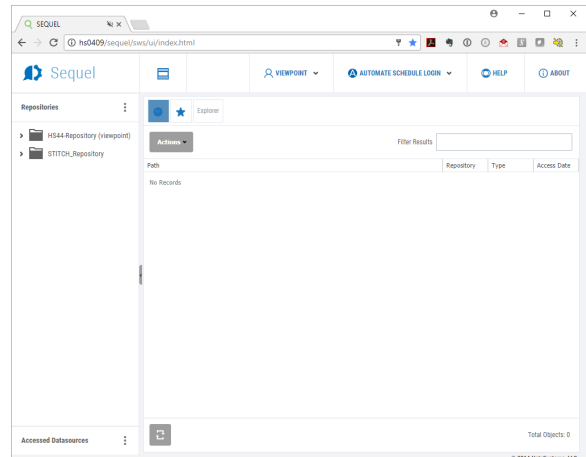 SEQUEL
hs0409/sequel/sws/ui/index.html
Sequel
VIEWPOINT
AUTOMATE SCHEDULE LOGIN
HELP
ABOUT
Repositories
Explorer
HS44-Repository (viewpoint)
STITCH_Repository
Actions
Filter Results
Path Repository Type Access Date
No Records
Accessed Datasources
Total Objects: 0